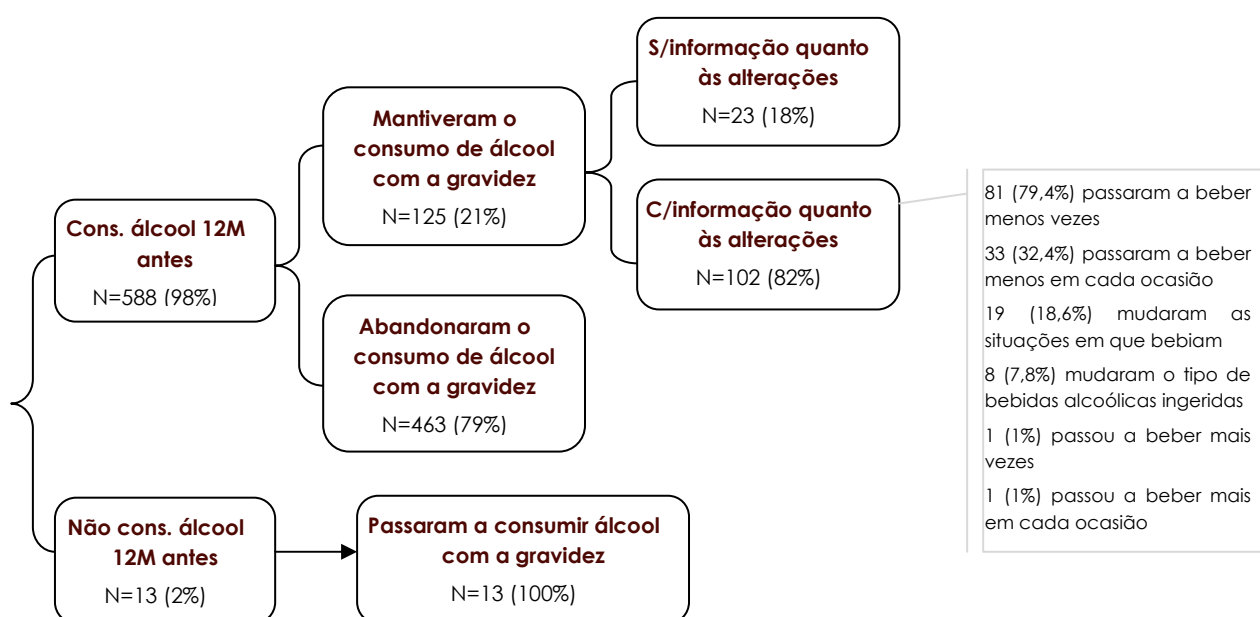 S/informação quanto
às alterações
N=23 (18%)
Mantiveram o
consumo de álcool
com a gravidez
N=125 (21%)
C/informação quanto
às alterações
N=102 (82%)
81 (79,4%) passaram a beber
menos vezes
33 (32,4%) passaram a beber
menos em cada ocasião
19 (18,6%) mudaram as
situações em que bebiam
8 (7,8%) mudaram o tipo de
bebidas alcoólicas ingeridas
1 (1%) passou a beber mais
vezes
1 (1%) passou a beber mais
em cada ocasião
Cons. álcool 12M
antes
N=588 (98%)
Abandonaram o
consumo de álcool
com a gravidez
N=463 (79%)
Não cons. álcool
12M antes
N=13 (2%)
Passaram a consumir álcool
com a gravidez
N=13 (100%)